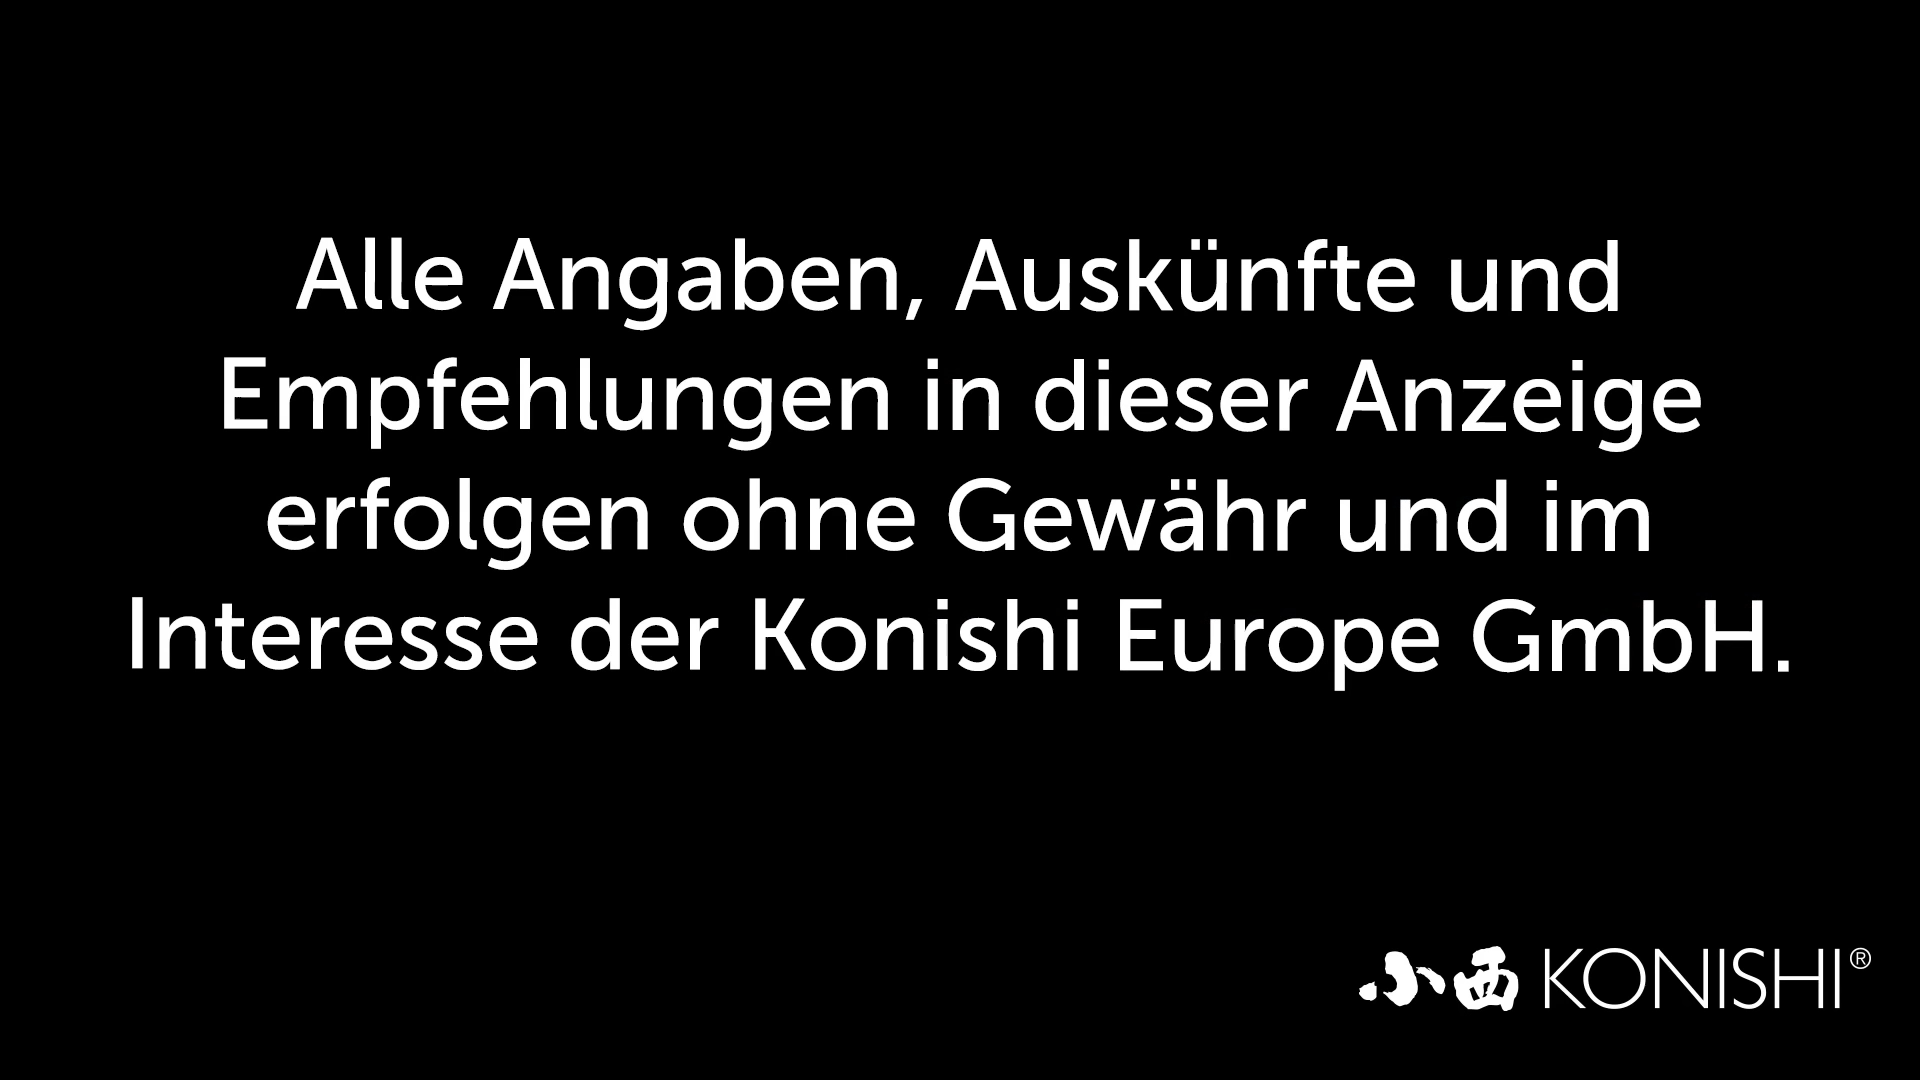 Alle Angaben, Auskünfte und
Empfehlungen in dieser Anzeige
erfolgen ohne Gewähr und im
Interesse der Konishi Europe GmbH.
小西 KONISHI®